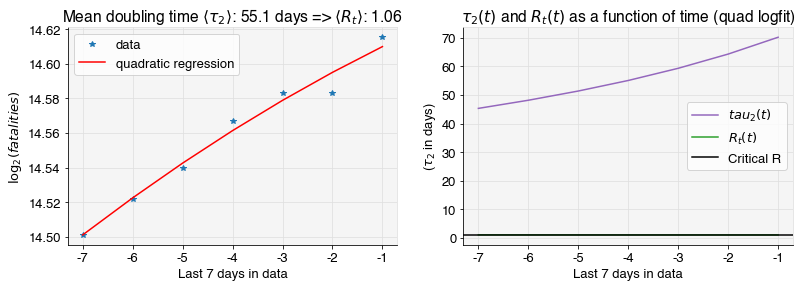 Mean doubling time ⟨τ₂⟩: 55.1 days => ⟨Rₜ⟩: 1.06
14.62
14.60
14.58
14.56
14.54
14.52
14.50
log₂(fatalities)
data
quadratic regression
-7 -6 -5 -4 -3 -2 -1
Last 7 days in data
τ₂(t) and Rₜ(t) as a function of time (quad logfit)
70
60
50
40
30
20
10
0
(τ₂ in days)
tau₂(t)
Rₜ(t)
Critical R
-7 -6 -5 -4 -3 -2 -1
Last 7 days in data